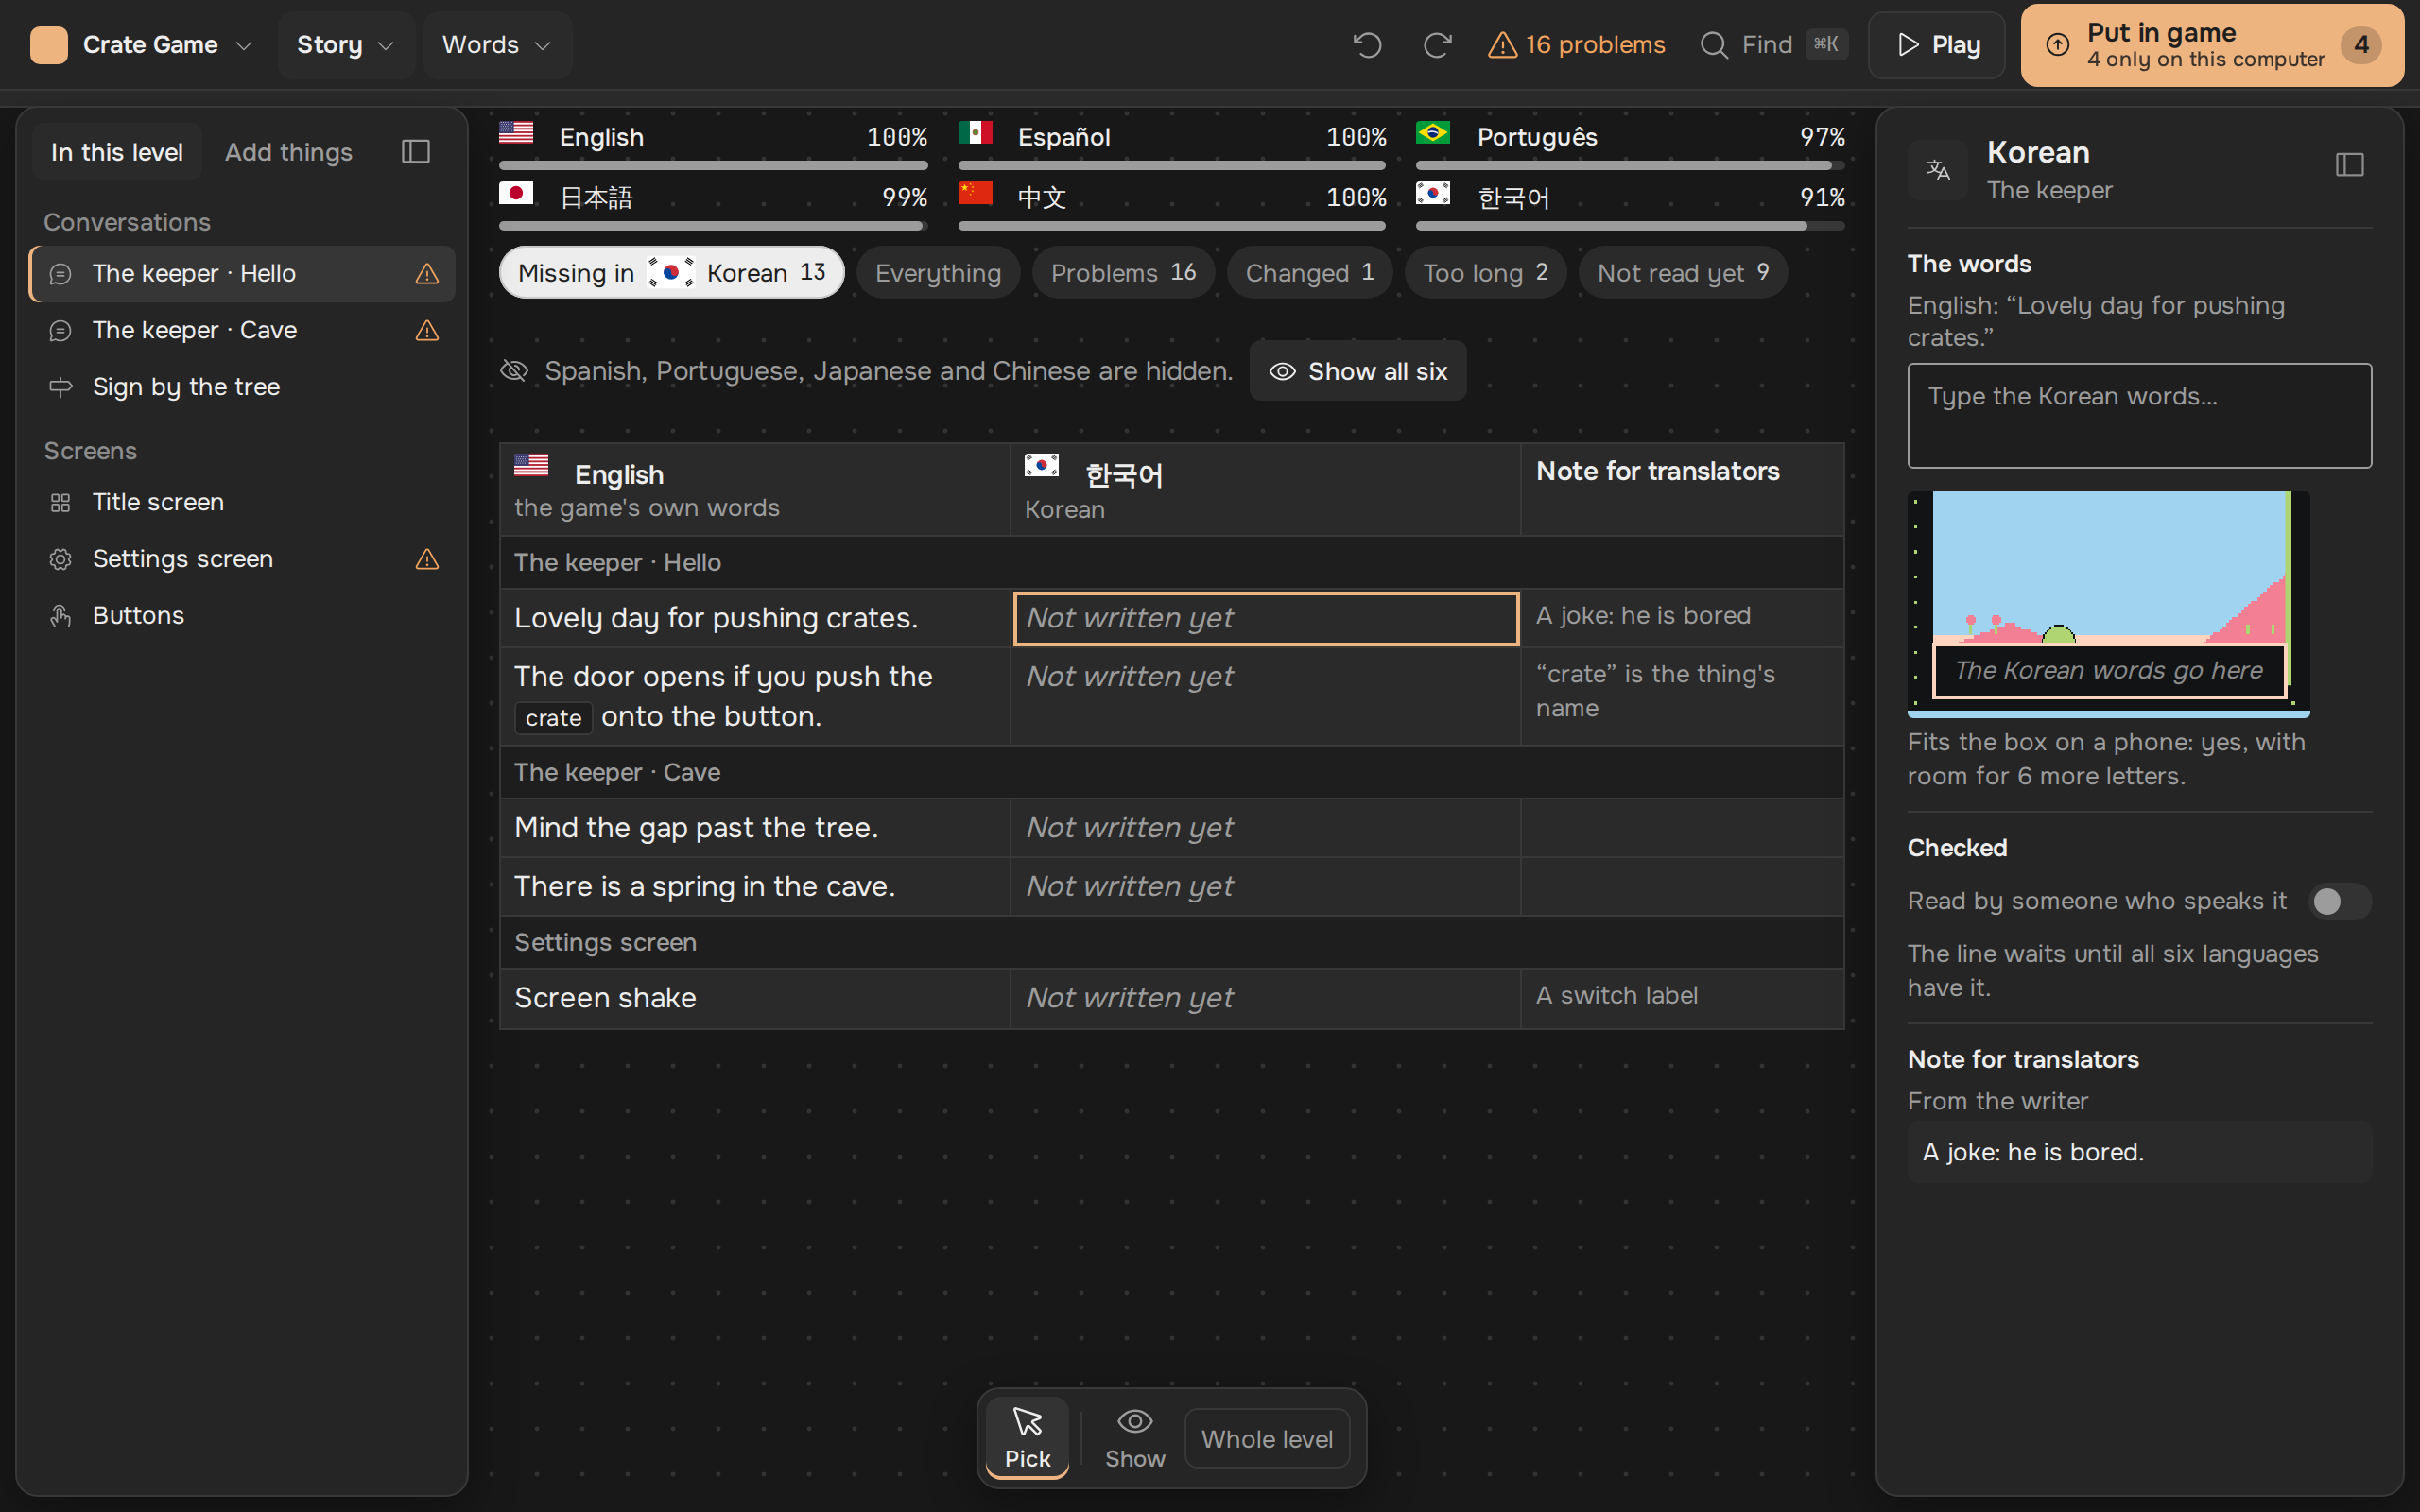 Crate Game
Story
Words
16 problems
Find ⌘K
Play
Put in game
4 only on this computer
4
In this level
Add things
Conversations
The keeper · Hello
The keeper · Cave
Sign by the tree
Screens
Title screen
Settings screen
Buttons
English 100%
Español 100%
Português 97%
日本語 99%
中文 100%
한국어 91%
Missing in Korean 13
Everything
Problems 16
Changed 1
Too long 2
Not read yet 9
Spanish, Portuguese, Japanese and Chinese are hidden.
Show all six
English
the game's own words
한국어
Korean
Note for translators
The keeper · Hello
Lovely day for pushing crates.
Not written yet
A joke: he is bored
The door opens if you push the
crate onto the button.
Not written yet
“crate” is the thing's
name
The keeper · Cave
Mind the gap past the tree.
Not written yet
There is a spring in the cave.
Not written yet
Settings screen
Screen shake
Not written yet
A switch label
Pick
Show
Whole level
Korean
The keeper
The words
English: “Lovely day for pushing
crates.”
Type the Korean words...
The Korean words go here
Fits the box on a phone: yes, with
room for 6 more letters.
Checked
Read by someone who speaks it
The line waits until all six languages
have it.
Note for translators
From the writer
A joke: he is bored.